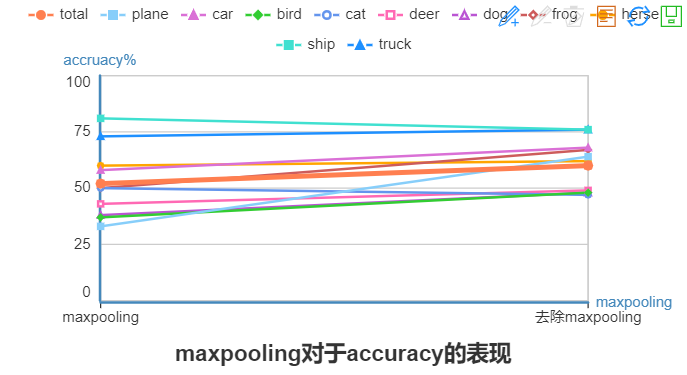 total plane car bird cat deer dog frog herse
ship truck
accruacy%
100
75
50
25
0
maxpooling
maxpooling 去除maxpooling
maxpooling对于accuracy的表现